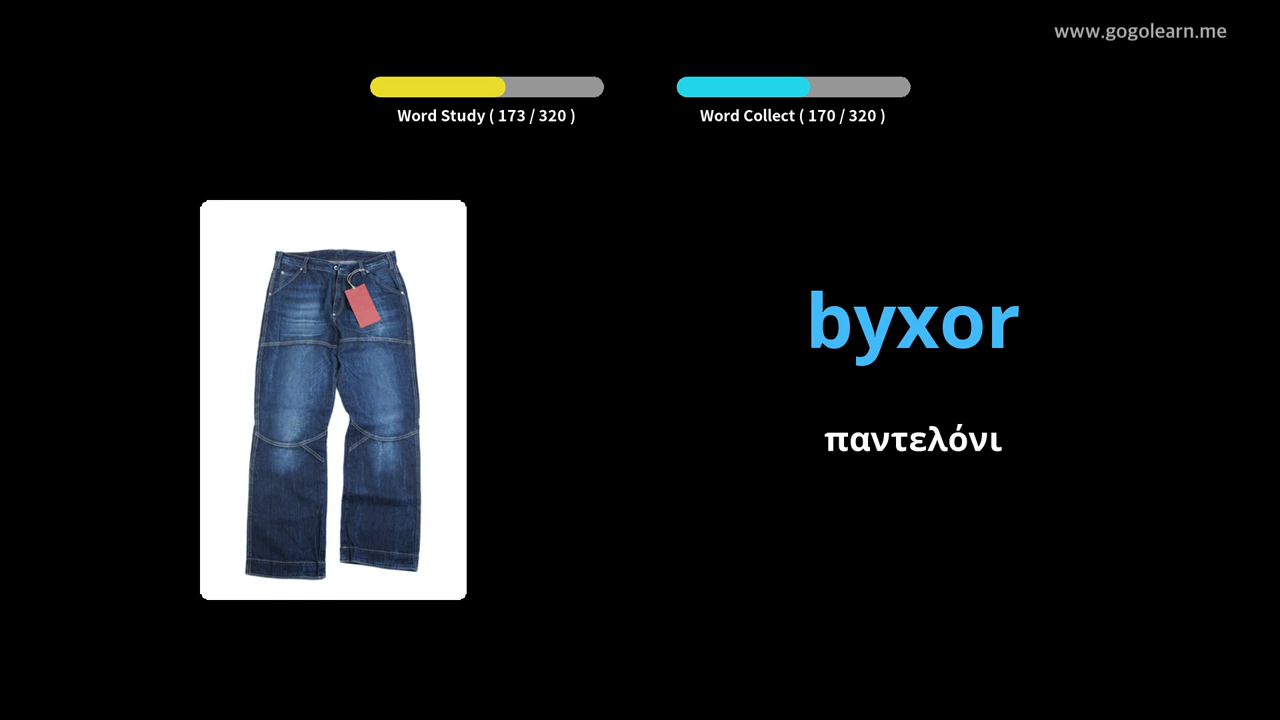 www.gogolearn.me
Word Study ( 173 / 320 )
Word Collect ( 170 / 320 )
byxor
παντελόνι